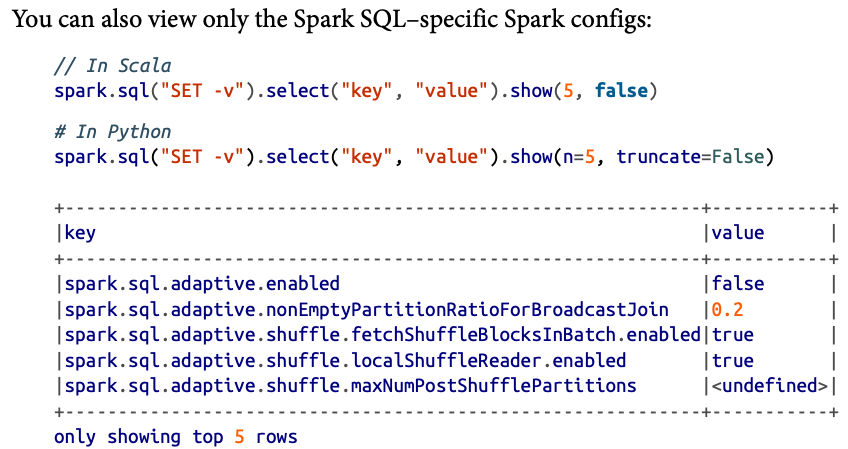 You can also view only the Spark SQL–specific Spark configs:
// In Scala
spark.sql("SET -v").select("key", "value").show(5, false)
# In Python
spark.sql("SET -v").select("key", "value").show(n=5, truncate=False)
+------------------------------------------------------------+-----------+
|key                                                         |value      |
+------------------------------------------------------------+-----------+
|spark.sql.adaptive.enabled                                  |false      |
|spark.sql.adaptive.nonEmptyPartitionRatioForBroadcastJoin   |0.2        |
|spark.sql.adaptive.shuffle.fetchShuffleBlocksInBatch.enabled|true       |
|spark.sql.adaptive.shuffle.localShuffleReader.enabled       |true       |
|spark.sql.adaptive.shuffle.maxNumPostShufflePartitions      |<undefined>|
+------------------------------------------------------------+-----------+
only showing top 5 rows